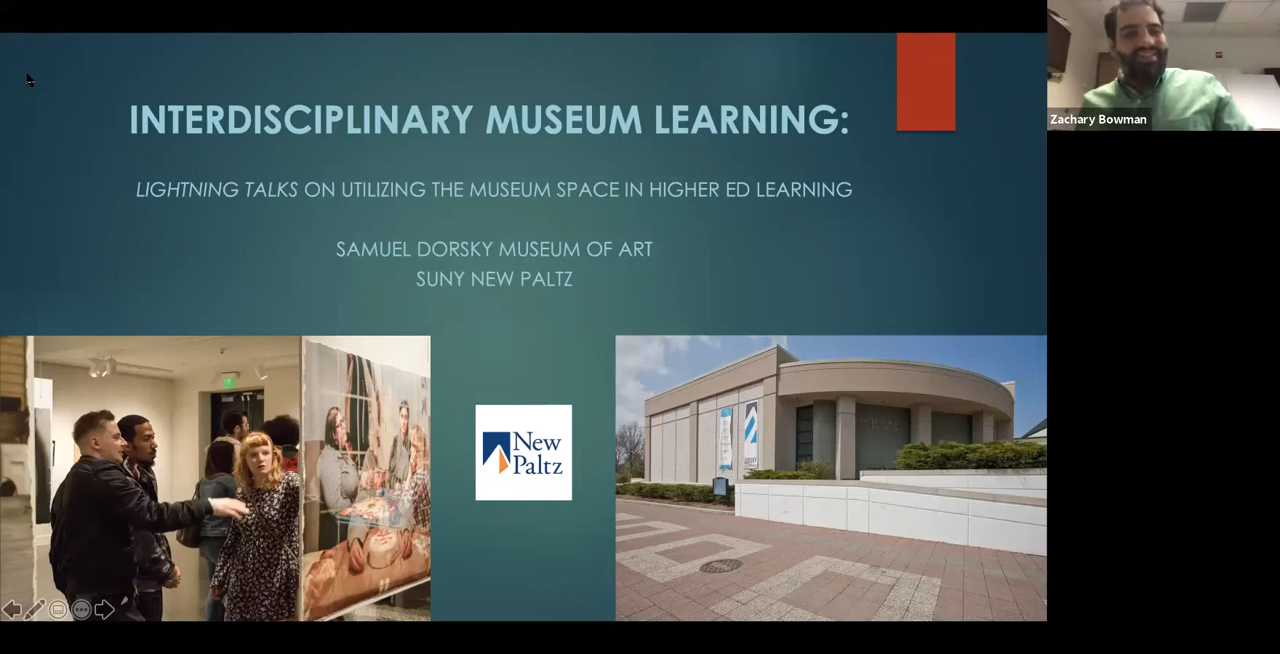 INTERDISCIPLINARY MUSEUM LEARNING:
LIGHTNING TALKS ON UTILIZING THE MUSEUM SPACE IN HIGHER ED LEARNING
SAMUEL DORSKY MUSEUM OF ART
SUNY NEW PALTZ
New
Paltz
Zachary Bowman